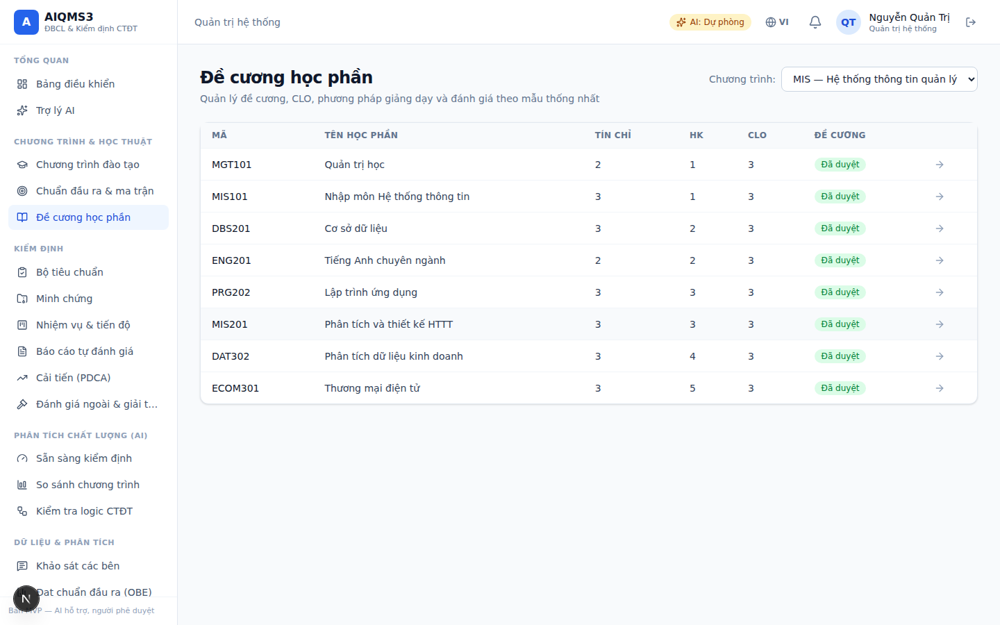 A
AIQMS3
ĐBCL & Kiểm định CTĐT
Quản trị hệ thống
AI: Dự phòng
VI
QT
Nguyễn Quản Trị
Quản trị hệ thống
TỔNG QUAN
Bảng điều khiển
Trợ lý AI
CHƯƠNG TRÌNH & HỌC THUẬT
Chương trình đào tạo
Chuẩn đầu ra & ma trận
Đề cương học phần
KIỂM ĐỊNH
Bộ tiêu chuẩn
Minh chứng
Nhiệm vụ & tiến độ
Báo cáo tự đánh giá
Cải tiến (PDCA)
Đánh giá ngoài & giải t...
PHÂN TÍCH CHẤT LƯỢNG (AI)
Sẵn sàng kiểm định
So sánh chương trình
Kiểm tra logic CTĐT
DỮ LIỆU & PHÂN TÍCH
Khảo sát các bên
Đạt chuẩn đầu ra (OBE)
N
MVP — AI hỗ trợ, người phê duyệt
Đề cương học phần
Quản lý đề cương, CLO, phương pháp giảng dạy và đánh giá theo mẫu thống nhất
Chương trình: MIS — Hệ thống thông tin quản lý
MÃ TÊN HỌC PHẦN TÍN CHỈ HK CLO ĐỀ CƯƠNG
MGT101 Quản trị học 2 1 3 Đã duyệt
MIS101 Nhập môn Hệ thống thông tin 3 1 3 Đã duyệt
DBS201 Cơ sở dữ liệu 3 2 3 Đã duyệt
ENG201 Tiếng Anh chuyên ngành 2 2 3 Đã duyệt
PRG202 Lập trình ứng dụng 3 3 3 Đã duyệt
MIS201 Phân tích và thiết kế HTTT 3 3 3 Đã duyệt
DAT302 Phân tích dữ liệu kinh doanh 3 4 3 Đã duyệt
ECOM301 Thương mại điện tử 3 5 3 Đã duyệt